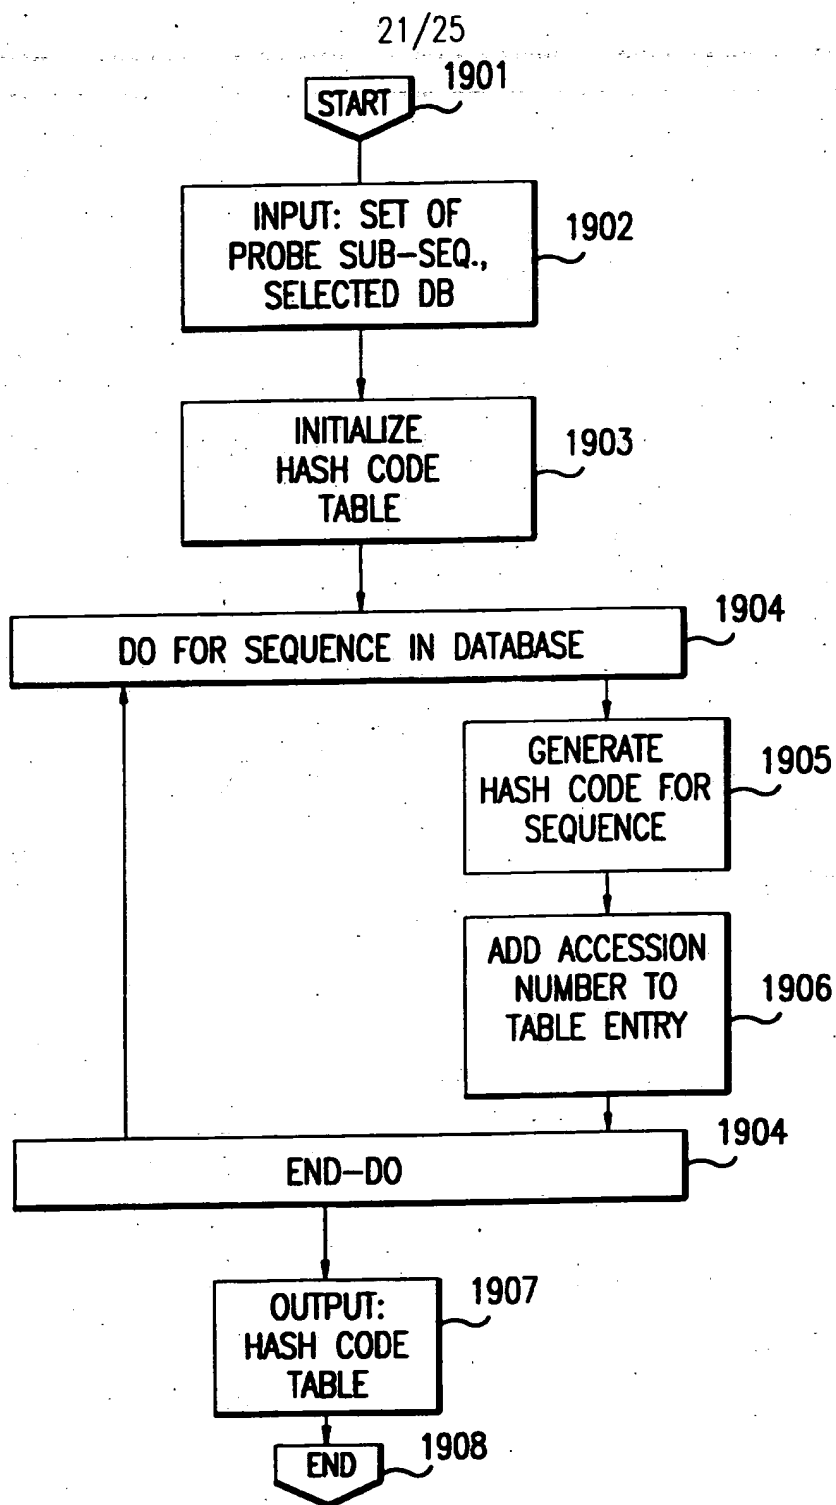 21/25
START
1901
INPUT: SET OF
PROBE SUB-SEQ.,
SELECTED DB
1902
INITIALIZE
HASH CODE
TABLE
1903
DO FOR SEQUENCE IN DATABASE
1904
GENERATE
HASH CODE FOR
SEQUENCE
1905
ADD ACCESSION
NUMBER TO
TABLE ENTRY
1906
END-DO
1904
OUTPUT:
HASH CODE
TABLE
1907
END
1908